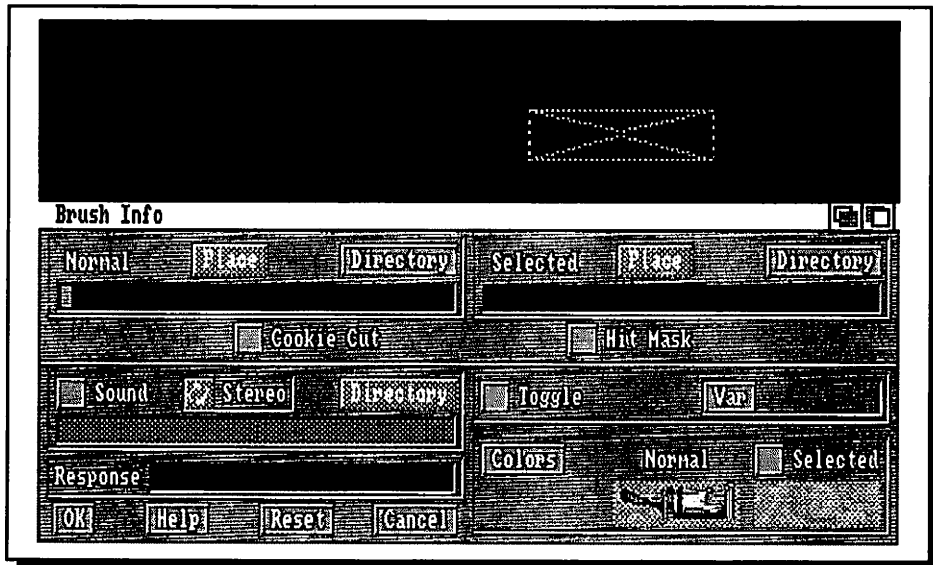 Brush Info
Normal Place Directory Selected Place Directory
Cookie Cut Hit Mask
Sound Stereo Directory Toggle Var
Colors Normal Selected
Response
OK Help Reset Cancel